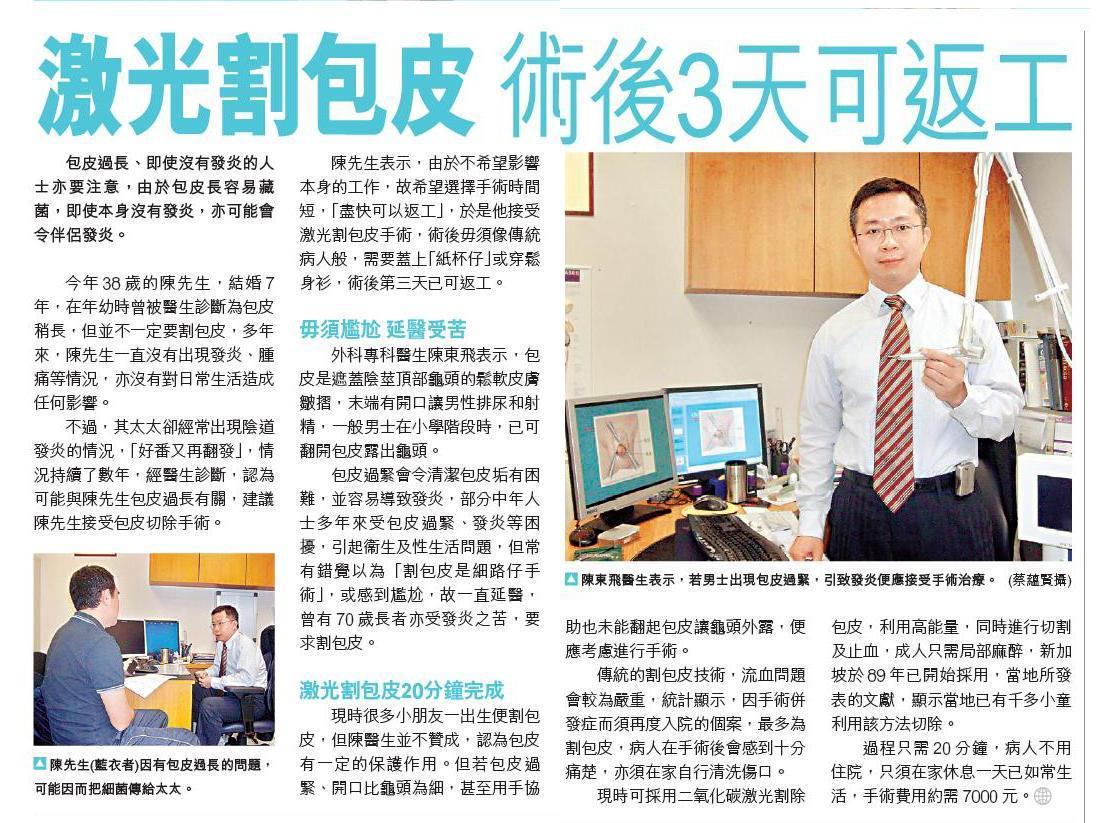 激光割包皮 術後3天可返工
包皮過長、即使沒有發炎的人
士亦要注意，由於包皮長容易藏
菌，即使本身沒有發炎，亦可能會
令伴侶發炎。
今年38歲的陳先生，結婚7
年，在年幼時曾被醫生診斷為包皮
稍長，但並不一定要割包皮，多年
來，陳先生一直沒有出現發炎、腫
痛等情況，亦沒有對日常生活造成
任何影響。
不過，其太太卻經常出現陰道
發炎的情況，「好番又再翻發」，情
況持續了數年，經醫生診斷，認為
可能與陳先生包皮過長有關，建議
陳先生接受包皮切除手術。
陳先生(藍衣者)因有包皮過長的問題，
可能因而把細菌傳給太太。
陳先生表示，由於不希望影響
本身的工作，故希望選擇手術時間
短，「盡快可以返工」，於是他接受
激光割包皮手術，術後毋須像傳統
病人般，需要蓋上「紙杯仔」或穿鬆
身衫，術後第三天已可返工。
毋須尷尬 延醫受苦
外科專科醫生陳東飛表示，包
皮是遮蓋陰莖頂部龜頭的鬆軟皮膚
皺摺，末端有開口讓男性排尿和射
精，一般男士在小學階段時，已可
翻開包皮露出龜頭。
包皮過緊會令清潔包皮垢有困
難，並容易導致發炎，部分中年人
士多年來受包皮過緊、發炎等困
擾，引起衞生及性生活問題，但常
有錯覺以為「割包皮是細路仔手
術」，或感到尷尬，故一直延醫，
曾有70歲長者亦受發炎之苦，要
求割包皮。
激光割包皮20分鐘完成
現時很多小朋友一出生便割包
皮，但陳醫生並不贊成，認為包皮
有一定的保護作用。但若包皮過
緊、開口比龜頭為細，甚至用手協
陳東飛醫生表示，若男士出現包皮過緊，引致發炎便應接受手術治療。 (蔡蘊賢攝)
助也未能翻起包皮讓龜頭外露，便
應考慮進行手術。
傳統的割包皮技術，流血問題
會較為嚴重，統計顯示，因手術併
發症而須再度入院的個案，最多為
割包皮，病人在手術後會感到十分
痛楚，亦須在家自行清洗傷口。
現時可採用二氧化碳激光割除
包皮，利用高能量，同時進行切割
及止血，成人只需局部麻醉，新加
坡於89年已開始採用，當地所發
表的文獻，顯示當地已有千多小童
利用該方法切除。
過程只需20分鐘，病人不用
住院，只須在家休息一天已如常生
活，手術費用約需7000元。